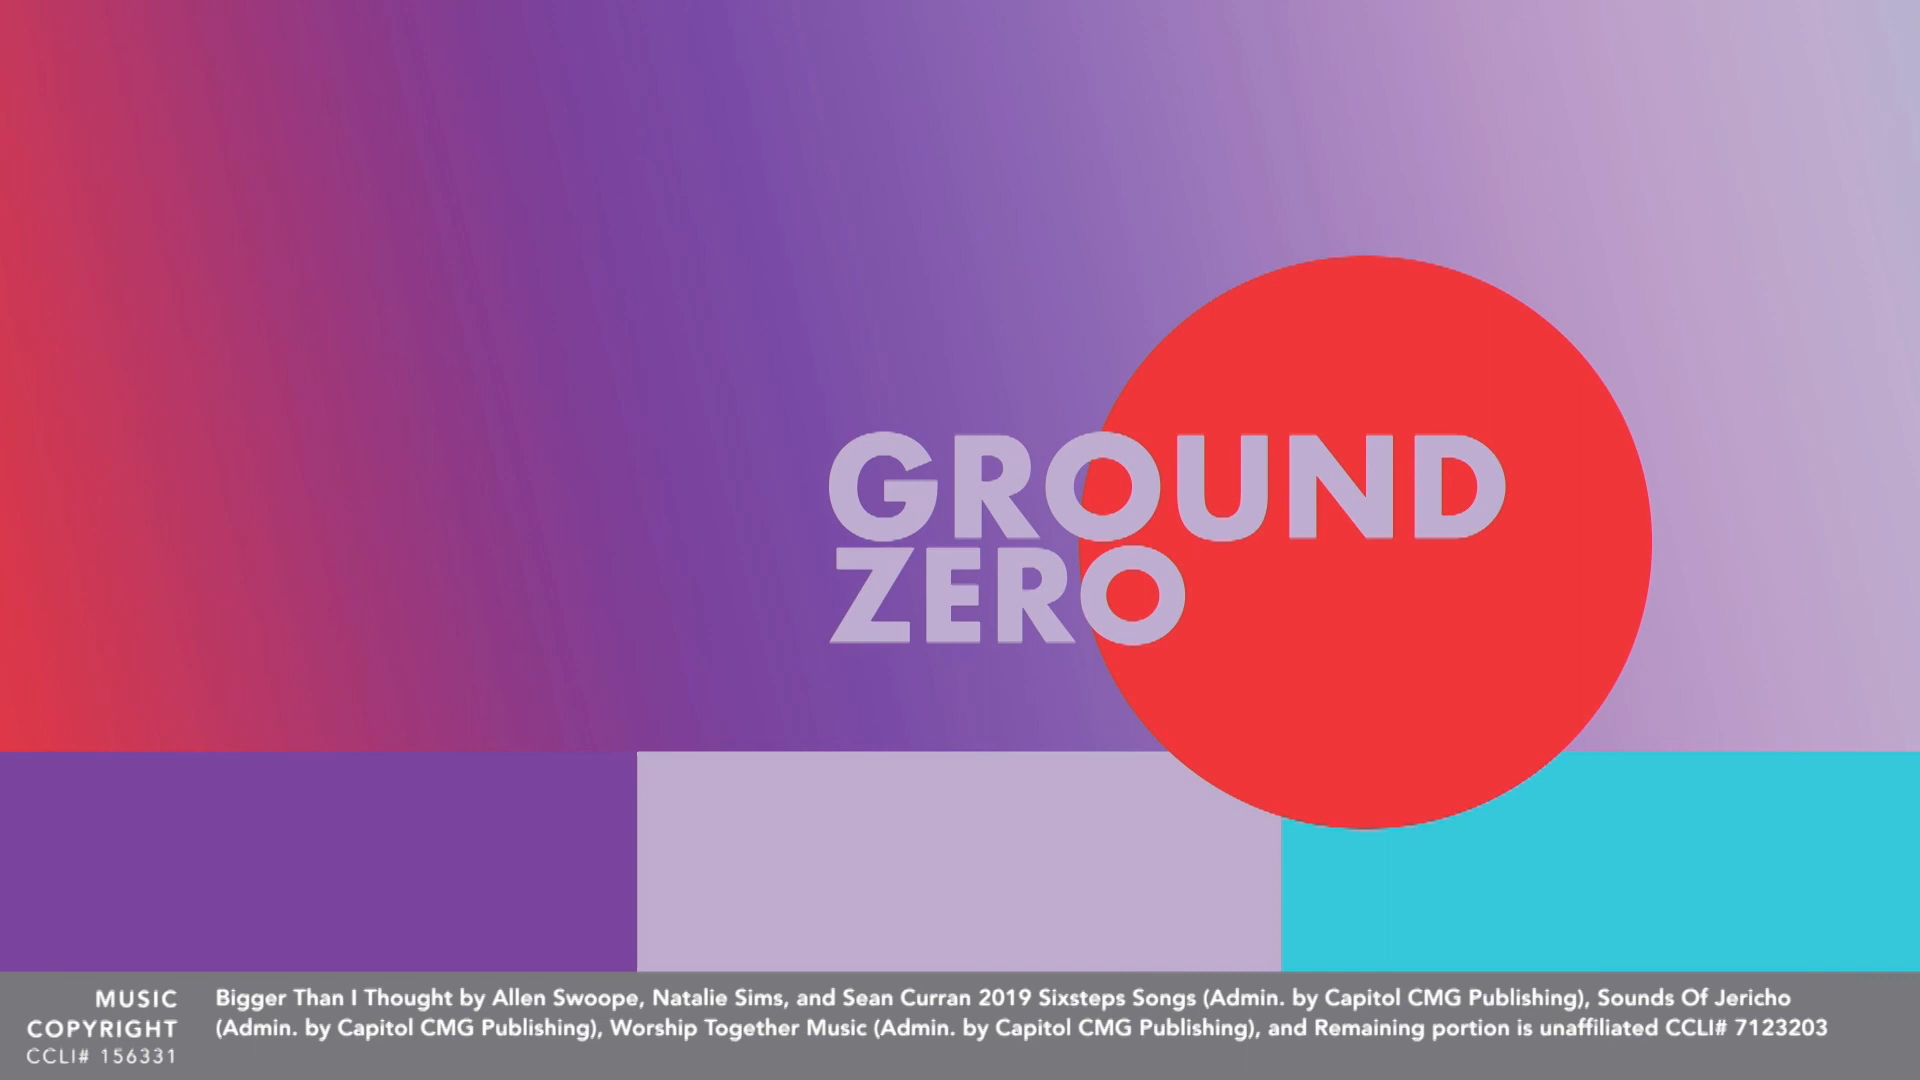 GROUND
ZERO
MUSIC
COPYRIGHT
CCLI# 156331
Bigger Than I Thought by Allen Swoope, Natalie Sims, and Sean Curran 2019 Sixsteps Songs (Admin. by Capitol CMG Publishing), Sounds Of Jericho
(Admin. by Capitol CMG Publishing), Worship Together Music (Admin. by Capitol CMG Publishing), and Remaining portion is unaffiliated CCLI# 7123203